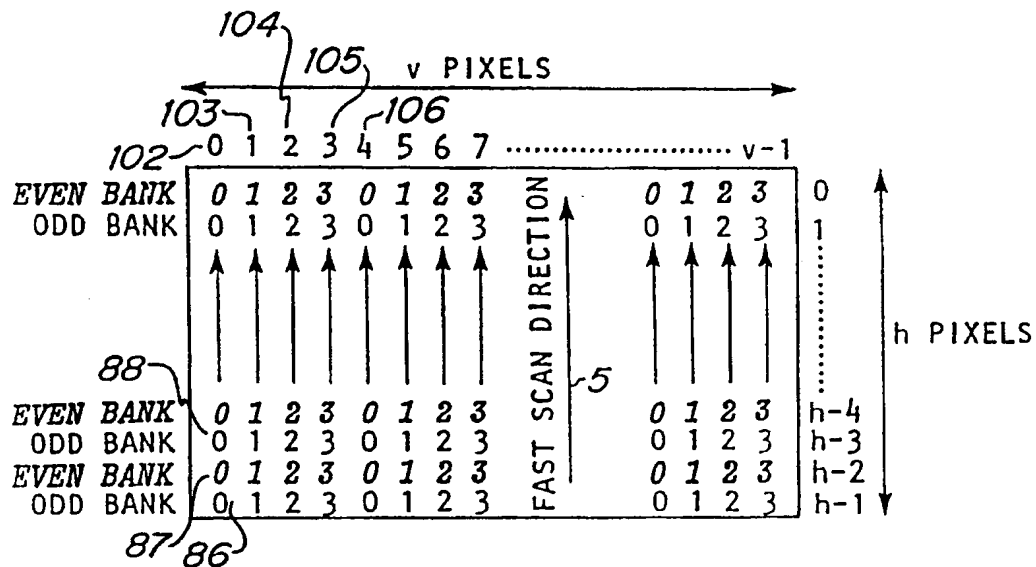 104
v PIXELS
105
103
106
102 0 1 2 3 4 5 6 7 ........................ v-1
EVEN BANK 0 1 2 3 0 1 2 3 0 1 2 3 0
ODD BANK 0 1 2 3 0 1 2 3 0 1 2 3 1
FAST SCAN DIRECTION
5
h PIXELS
88
EVEN BANK 0 1 2 3 0 1 2 3 0 1 2 3 h-4
ODD BANK 0 1 2 3 0 1 2 3 0 1 2 3 h-3
EVEN BANK 0 1 2 3 0 1 2 3 0 1 2 3 h-2
ODD BANK 0 1 2 3 0 1 2 3 0 1 2 3 h-1
87 86